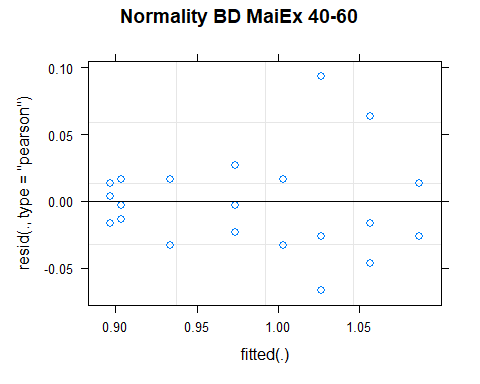 Normality BD MaiEx 40-60
resid(., type = "pearson")
0.10
0.05
0.00
-0.05
0.90 0.95 1.00 1.05
fitted(.)